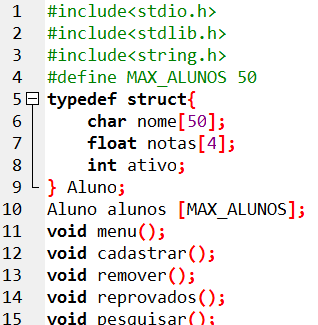 1 #include<stdio.h>
2 #include<stdlib.h>
3 #include<string.h>
4 #define MAX_ALUNOS 50
5 typedef struct{
6 char nome[50];
7 float notas[4];
8 int ativo;
9 } Aluno;
10 Aluno alunos [MAX_ALUNOS];
11 void menu();
12 void cadastrar();
13 void remover();
14 void reprovados();
15 void pesquisar();